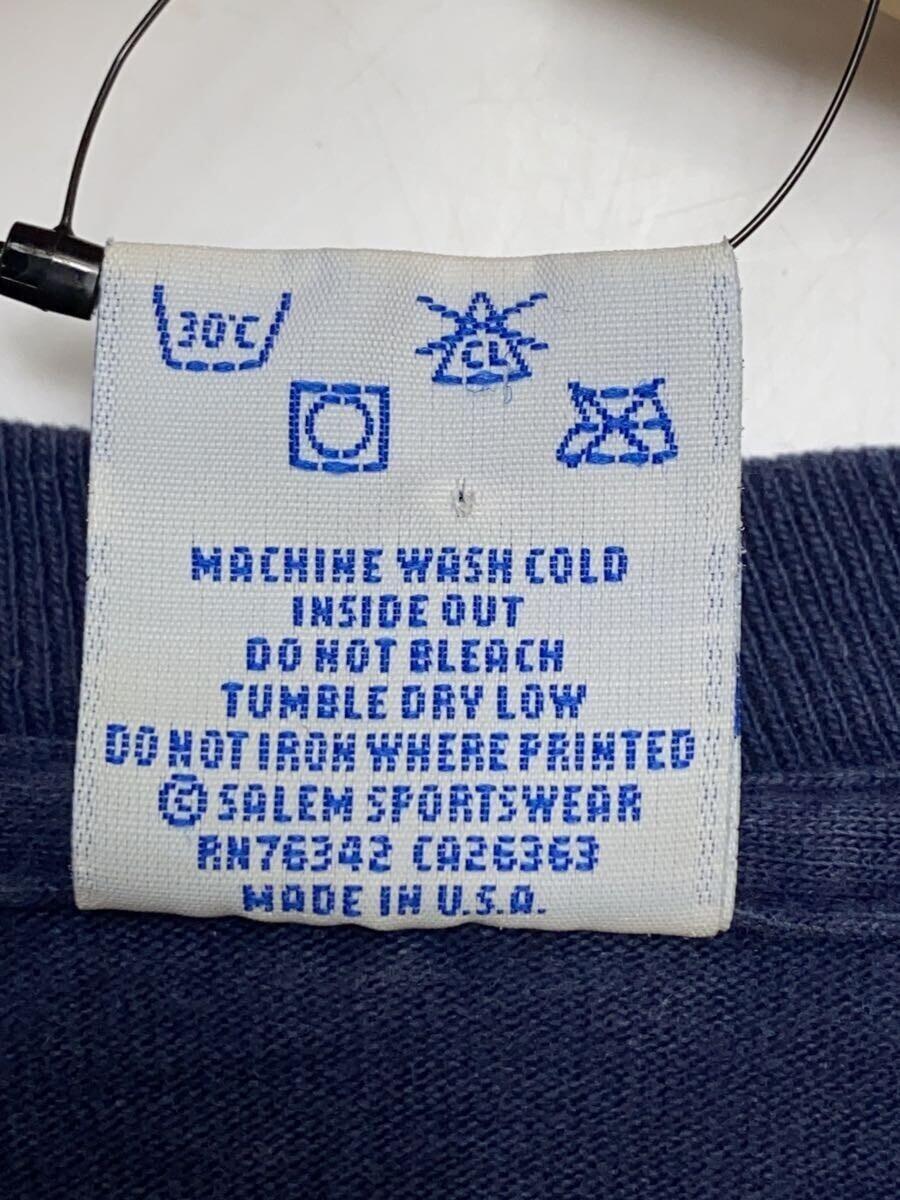 30°C
CL
MACHINE WASH COLD
INSIDE OUT
DO NOT BLEACH
TUMBLE DRY LOW
DO NOT IRON WHERE PRINTED
© SALEM SPORTSWEAR
RN76342 CA26363
MADE IN U.S.A.